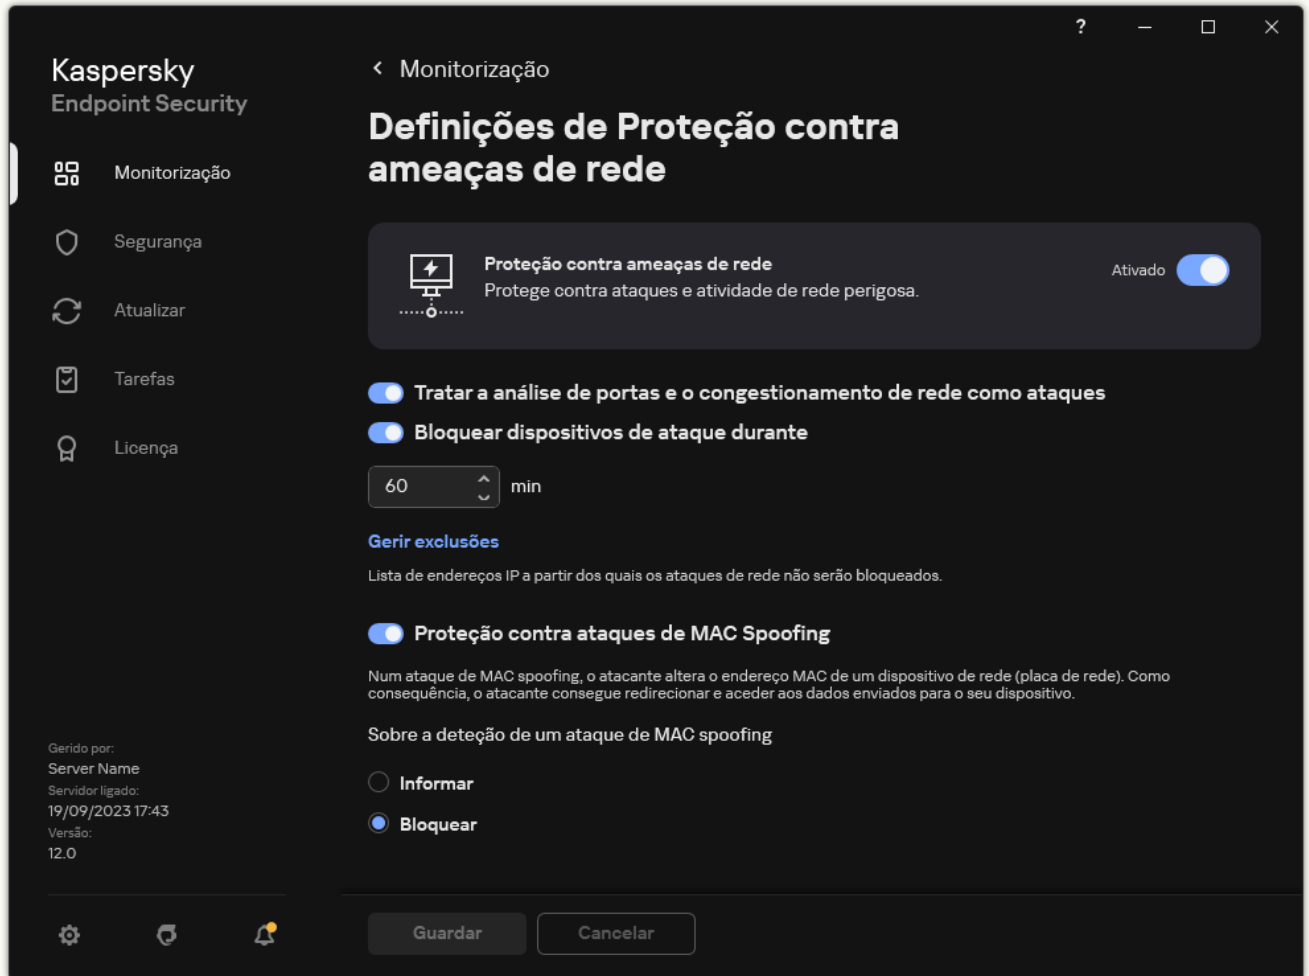 ?
Kaspersky
Endpoint Security
Monitorização
Segurança
Atualizar
Tarefas
Licença
Gerido por:
Server Name
Servidor ligado:
19/09/2023 17:43
Versão:
12.0
Monitorização
Definições de Proteção contra
ameaças de rede
Proteção contra ameaças de rede
Protege contra ataques e atividade de rede perigosa.
Ativado
Tratar a análise de portas e o congestionamento de rede como ataques
Bloquear dispositivos de ataque durante
60 min
Gerir exclusões
Lista de endereços IP a partir dos quais os ataques de rede não serão bloqueados.
Proteção contra ataques de MAC Spoofing
Num ataque de MAC spoofing, o atacante altera o endereço MAC de um dispositivo de rede (placa de rede). Como
consequência, o atacante consegue redirecionar e aceder aos dados enviados para o seu dispositivo.
Sobre a deteção de um ataque de MAC spoofing
Informar
Bloquear
Guardar Cancelar